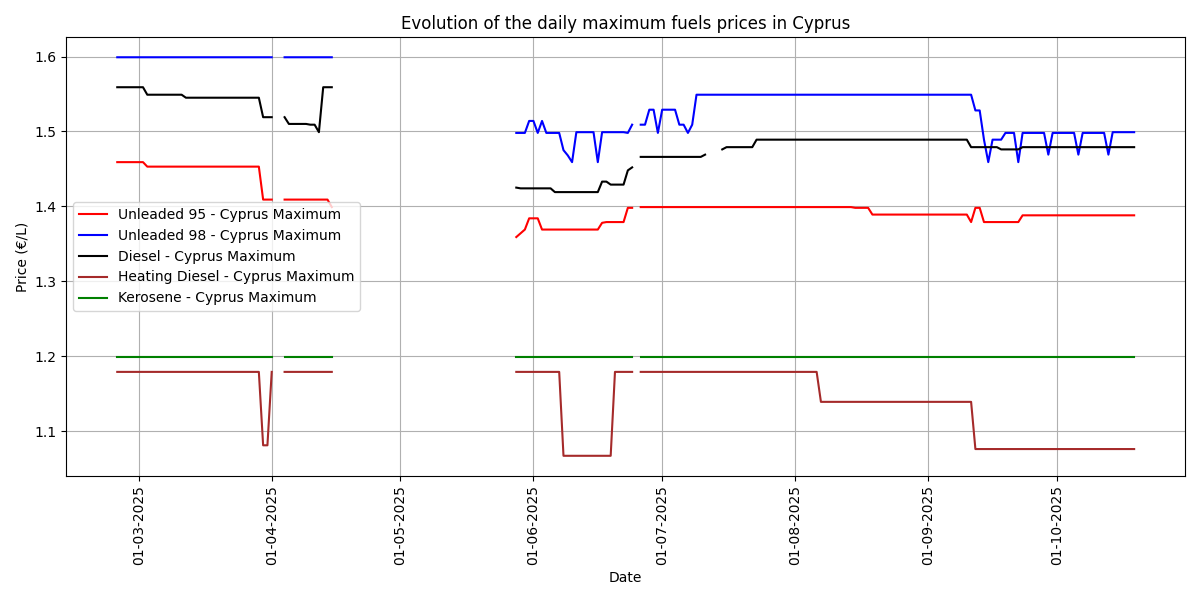 Evolution of the daily maximum fuels prices in Cyprus
Price (€/L)
1.6
1.5
1.4
1.3
1.2
1.1
Unleaded 95 - Cyprus Maximum
Unleaded 98 - Cyprus Maximum
Diesel - Cyprus Maximum
Heating Diesel - Cyprus Maximum
Kerosene - Cyprus Maximum
01-03-2025
01-04-2025
01-05-2025
01-06-2025
01-07-2025
01-08-2025
01-09-2025
01-10-2025
Date